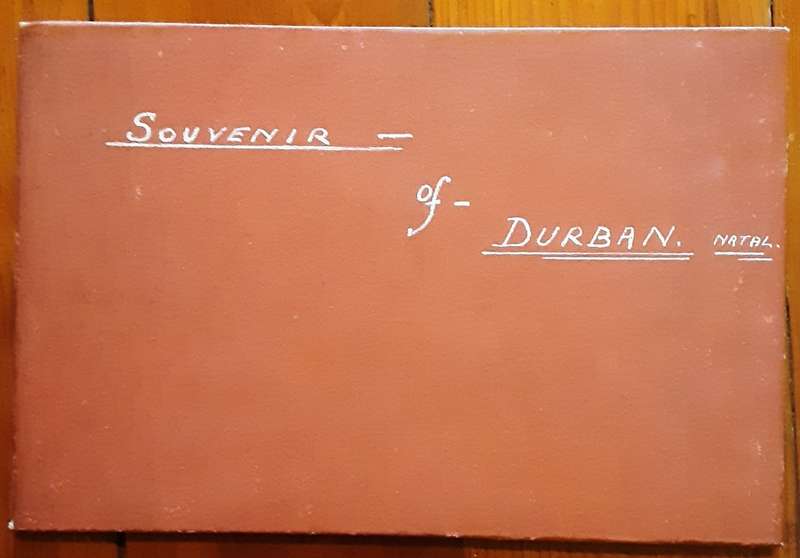 SOUVENIR -
of -
DURBAN. NATAL.